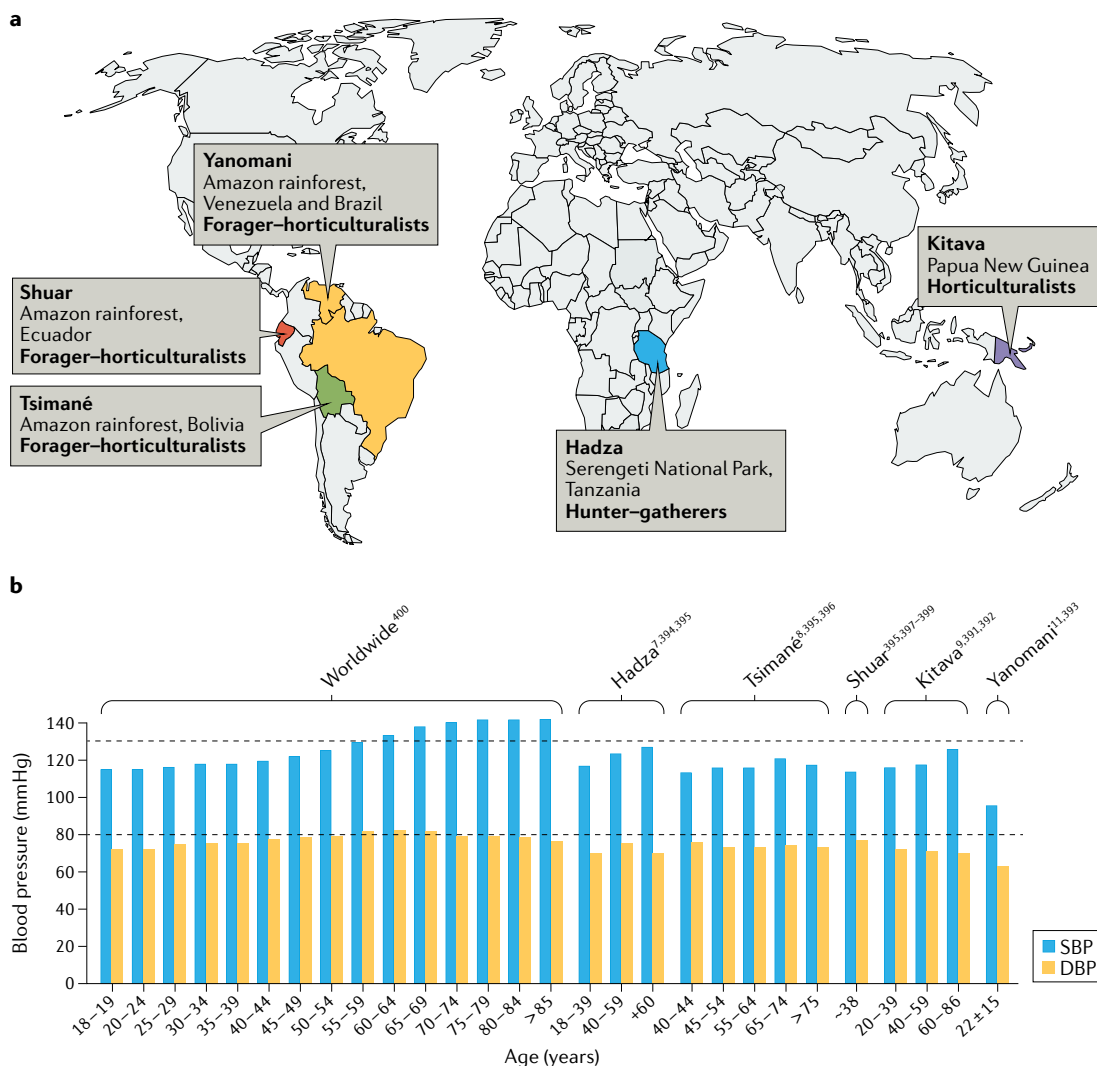 a
Yanomani
Amazon rainforest,
Venezuela and Brazil
Forager–horticulturalists
Kitava
Papua New Guinea
Horticulturalists
Shuar
Amazon rainforest,
Ecuador
Forager–horticulturalists
Tsimané
Amazon rainforest, Bolivia
Forager–horticulturalists
Hadza
Serengeti National Park,
Tanzania
Hunter–gatherers
b
Worldwide400
Hadza7,394,395
Tsimané8,395,396
Shuar395,397–399
Kitava9,391,392
Yanomani11,393
Blood pressure (mmHg)
140
120
100
80
60
40
20
0
18–19
20–24
25–29
30–34
35–39
40–44
45–49
50–54
55–59
60–64
65–69
70–74
75–79
80–84
>85
18–39
40–59
+60
40–44
45–54
55–64
65–74
>75
~38
20–39
40–59
60–86
22±15
Age (years)
SBP
DBP